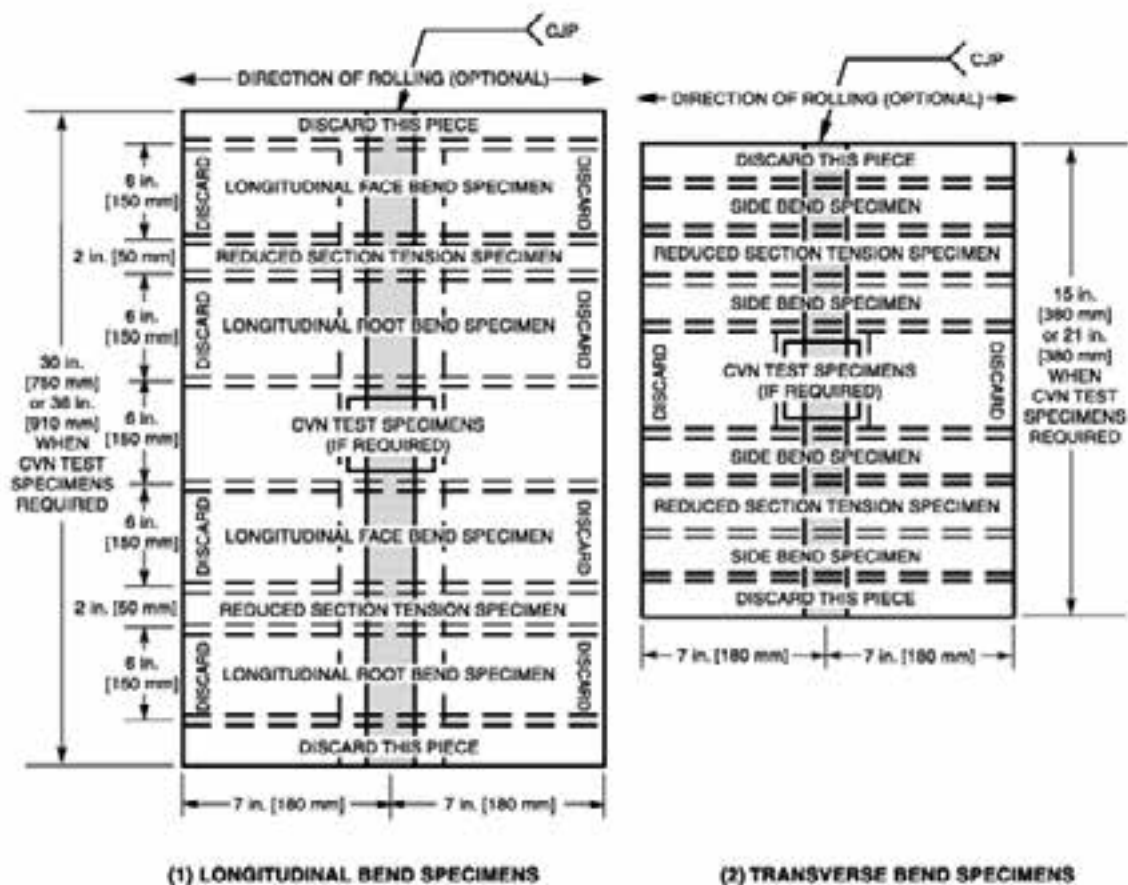 CJP
DIRECTION OF ROLLING (OPTIONAL)
DISCARD THIS PIECE
6 in.
[150 mm]
DISCARD
LONGITUDINAL FACE BEND SPECIMEN
DISCARD
2 in. [50 mm]
REDUCED SECTION TENSION SPECIMEN
6 in.
[150 mm]
DISCARD
LONGITUDINAL ROOT BEND SPECIMEN
DISCARD
30 in.
[750 mm]
or 36 in.
[910 mm]
WHEN
CVN TEST
SPECIMENS
REQUIRED
6 in.
[150 mm]
CVN TEST SPECIMENS
(IF REQUIRED)
6 in.
[150 mm]
DISCARD
LONGITUDINAL FACE BEND SPECIMEN
DISCARD
2 in. [50 mm]
REDUCED SECTION TENSION SPECIMEN
6 in.
[150 mm]
DISCARD
LONGITUDINAL ROOT BEND SPECIMEN
DISCARD
DISCARD THIS PIECE
7 in. [180 mm]
7 in. [180 mm]
(1) LONGITUDINAL BEND SPECIMENS
CJP
DIRECTION OF ROLLING (OPTIONAL)
DISCARD THIS PIECE
SIDE BEND SPECIMEN
REDUCED SECTION TENSION SPECIMEN
SIDE BEND SPECIMEN
DISCARD
CVN TEST SPECIMENS
(IF REQUIRED)
DISCARD
15 in.
[380 mm]
or 21 in.
[380 mm]
WHEN
CVN TEST
SPECIMENS
REQUIRED
SIDE BEND SPECIMEN
REDUCED SECTION TENSION SPECIMEN
SIDE BEND SPECIMEN
DISCARD THIS PIECE
7 in. [180 mm]
7 in. [180 mm]
(2) TRANSVERSE BEND SPECIMENS